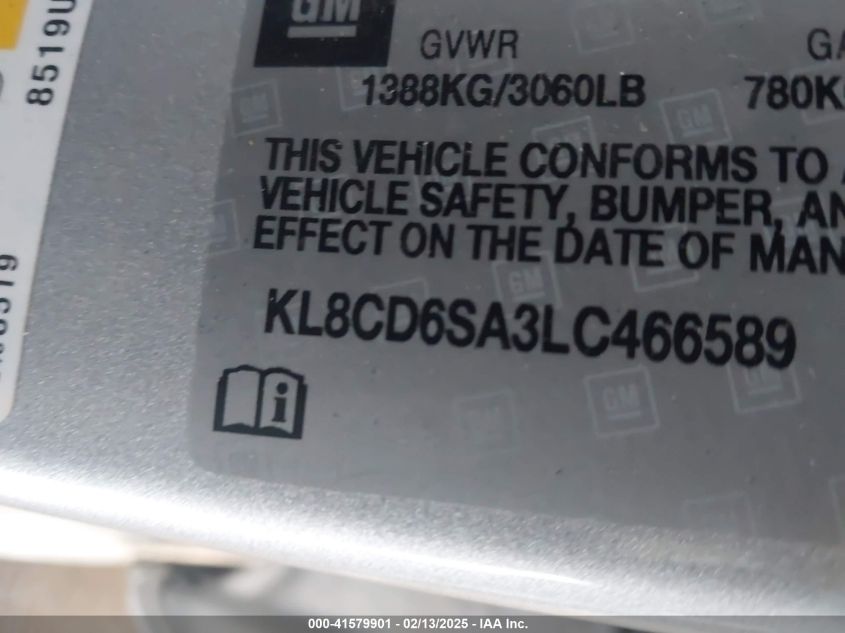 GM
GVWR
1388KG/3060LB 780K
THIS VEHICLE CONFORMS TO
VEHICLE SAFETY, BUMPER, AN
EFFECT ON THE DATE OF MAN
KL8CD6SA3LC466589
i
8519U
000-41579901 - 02/13/2025 - IAA Inc.